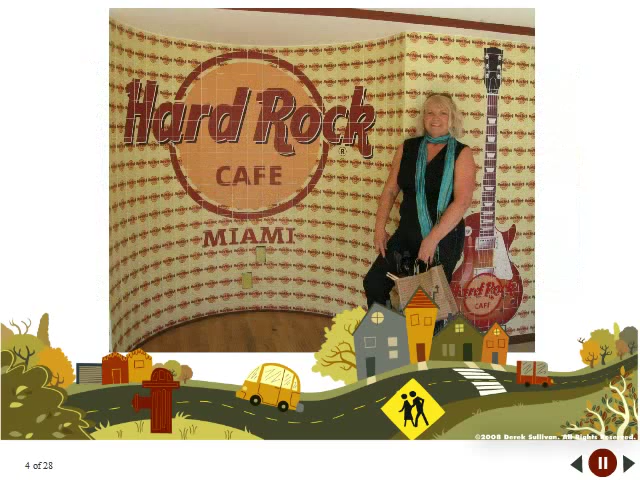 Hard Rock
®
CAFE
MIAMI
Hard Rock
CAFE
©2008 Derek Sullivan. All Rights Reserved.
4 of 28